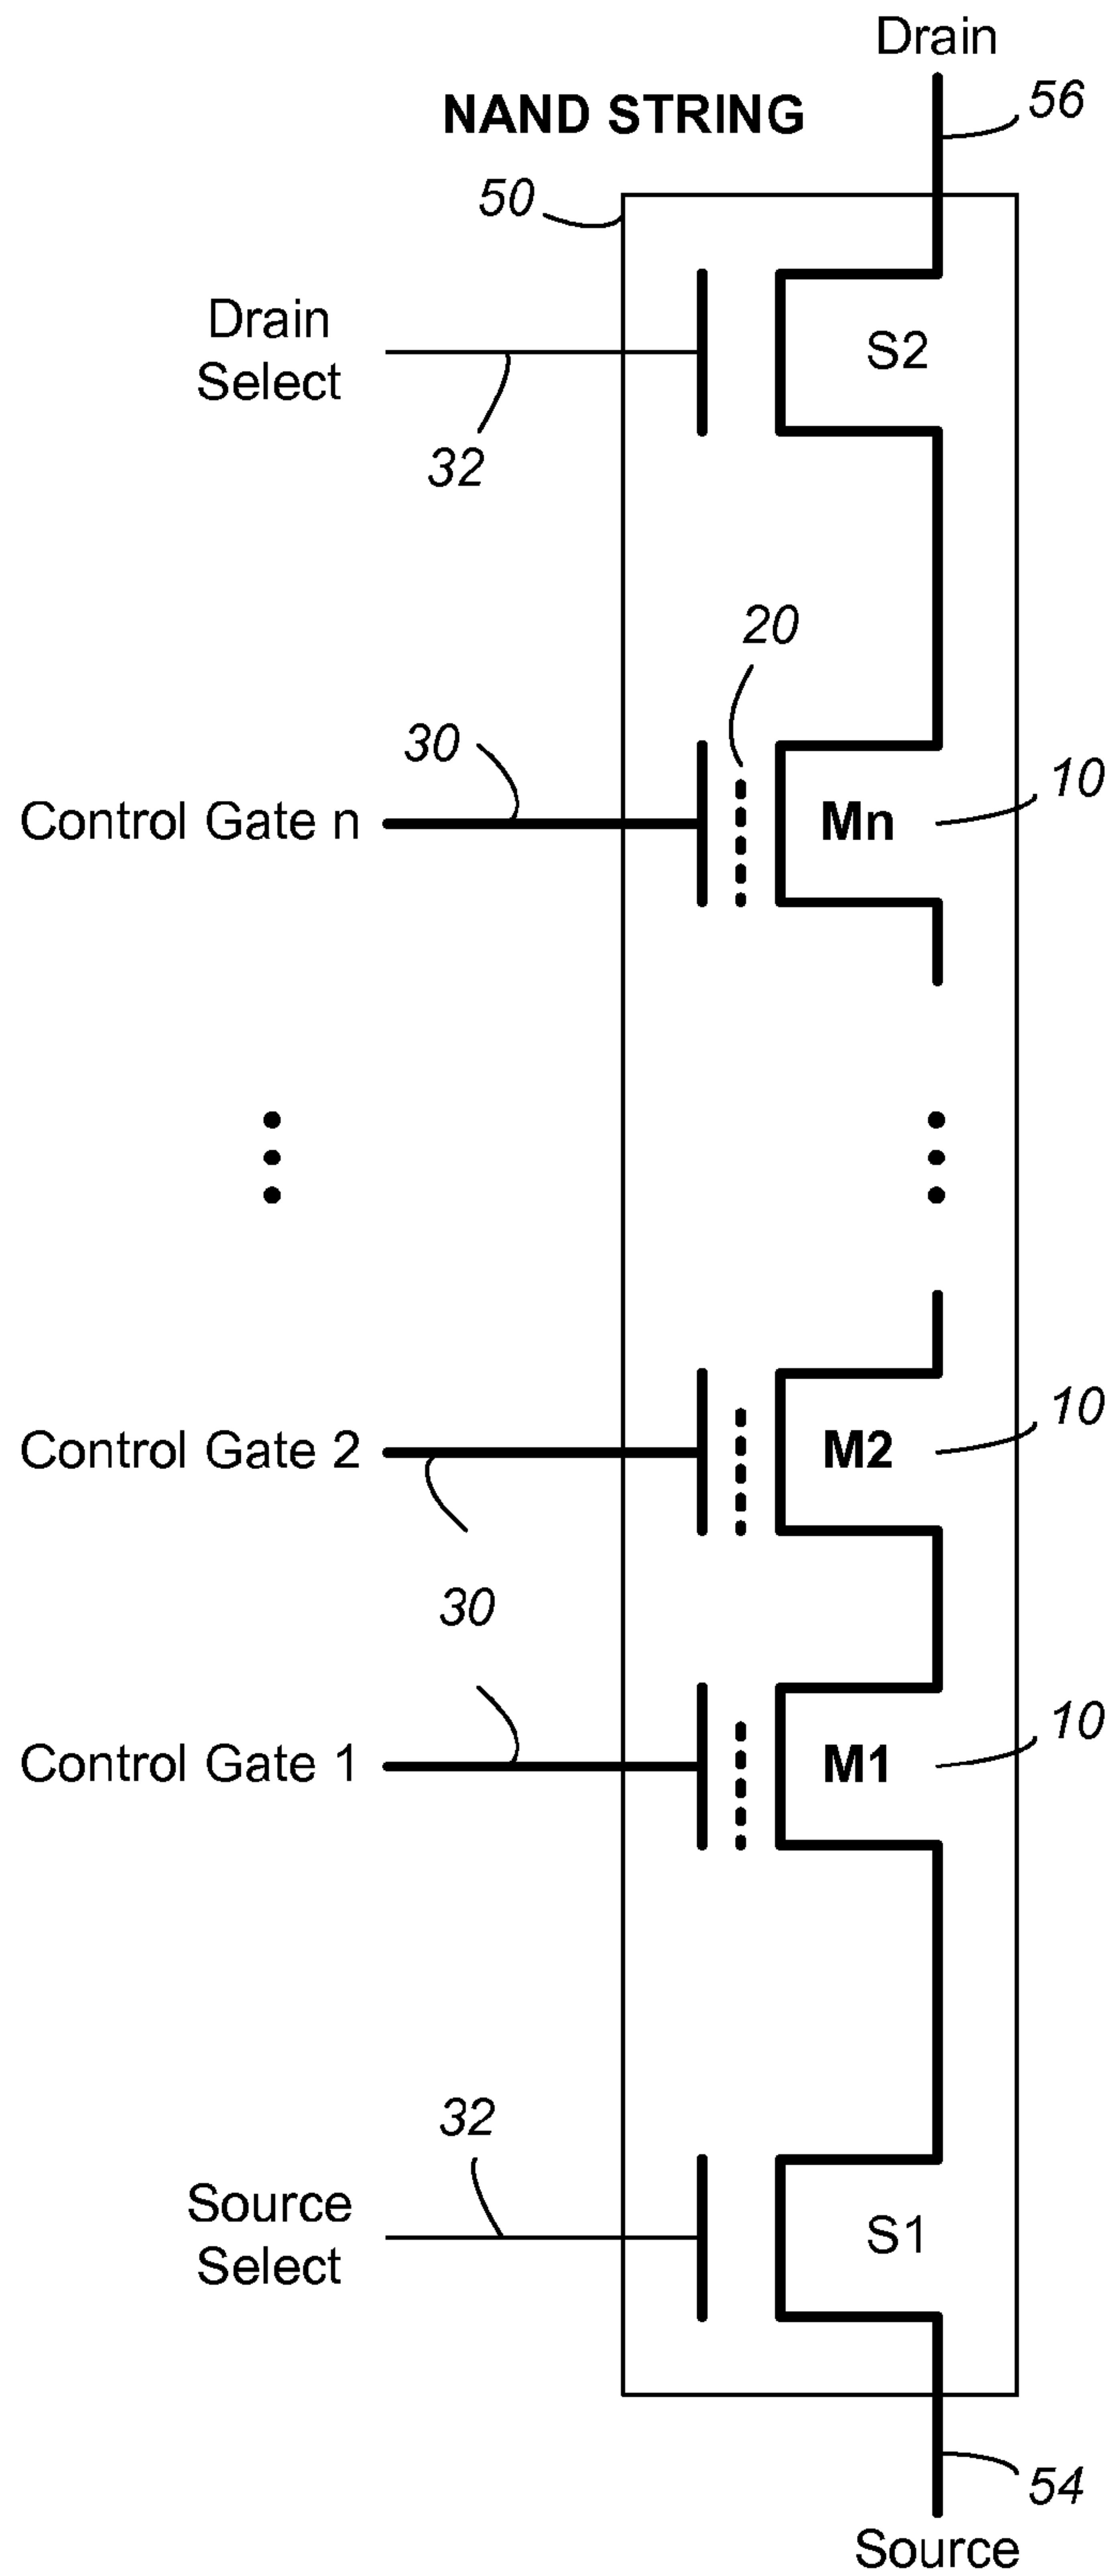 Drain
56
NAND STRING
50
Drain
Select
S2
32
20
30
10
Control Gate n
Mn
10
Control Gate 2
M2
30
10
Control Gate 1
M1
32
Source
Select
S1
54
Source